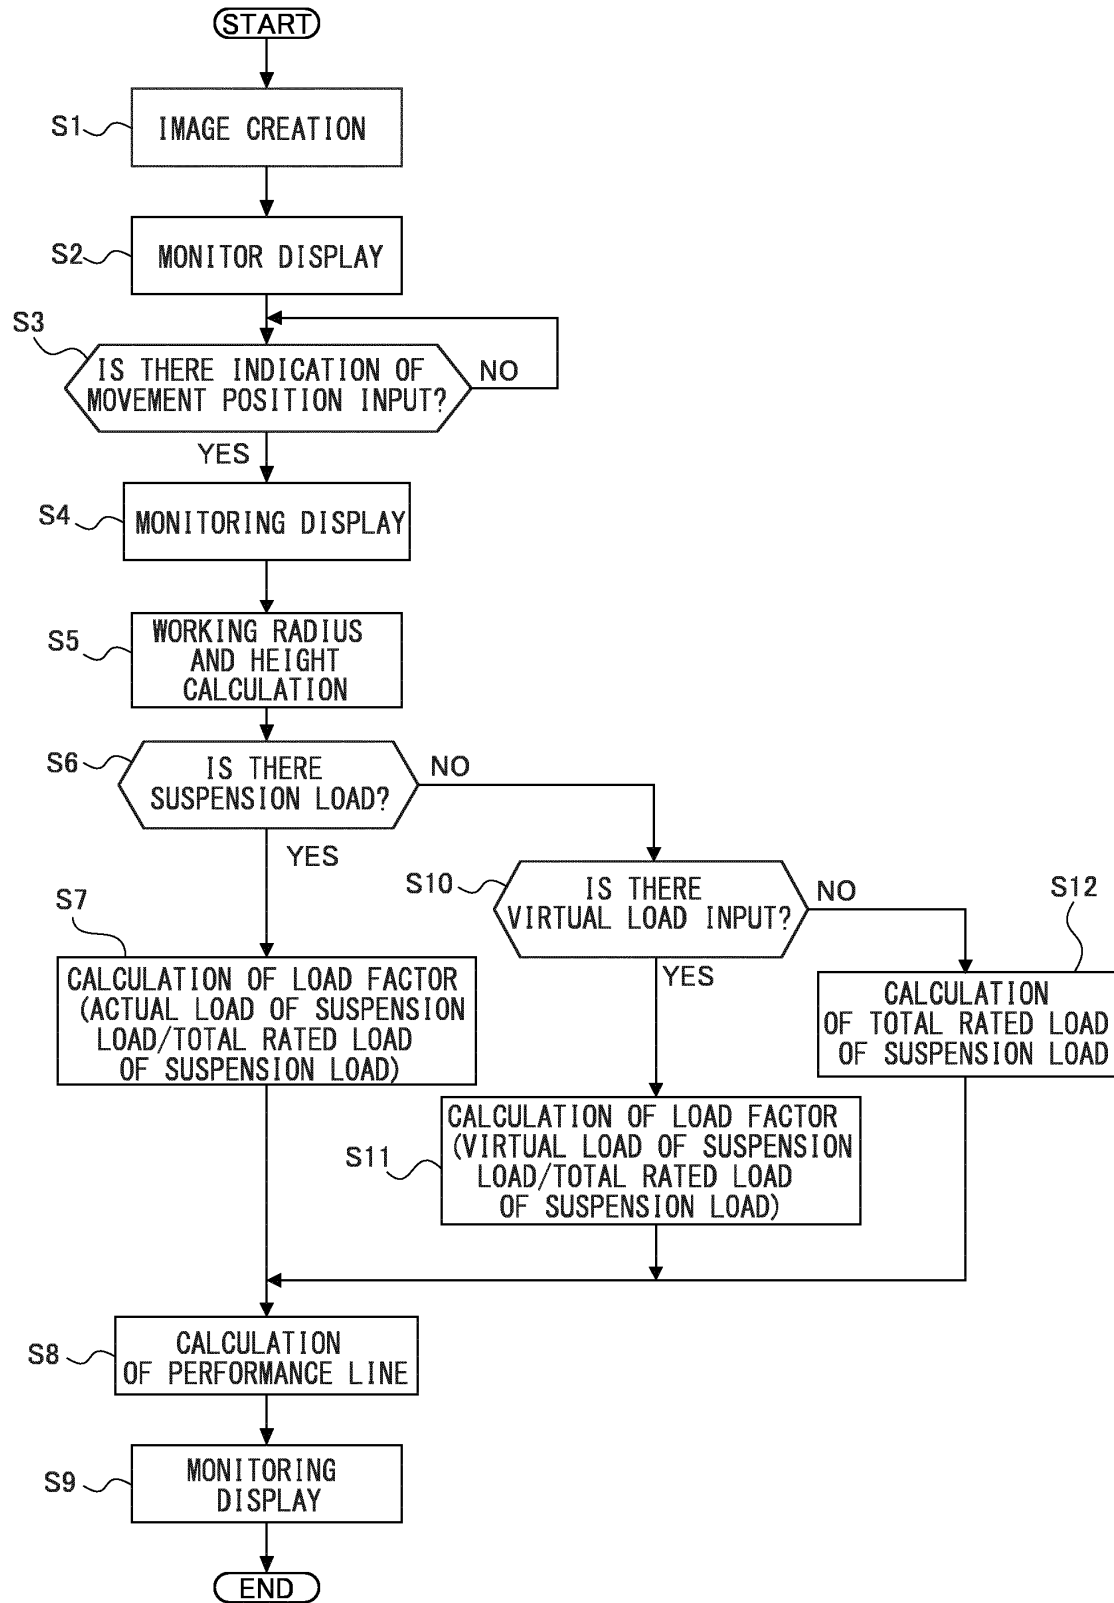 START
S1
IMAGE CREATION
S2
MONITOR DISPLAY
S3
IS THERE INDICATION OF
MOVEMENT POSITION INPUT?
NO
YES
S4
MONITORING DISPLAY
S5
WORKING RADIUS
AND HEIGHT
CALCULATION
S6
IS THERE
SUSPENSION LOAD?
NO
YES
S10
IS THERE
VIRTUAL LOAD INPUT?
NO
YES
S7
CALCULATION OF LOAD FACTOR
(ACTUAL LOAD OF SUSPENSION
LOAD/TOTAL RATED LOAD
OF SUSPENSION LOAD)
S12
CALCULATION
OF TOTAL RATED LOAD
OF SUSPENSION LOAD
S11
CALCULATION OF LOAD FACTOR
(VIRTUAL LOAD OF SUSPENSION
LOAD/TOTAL RATED LOAD
OF SUSPENSION LOAD)
S8
CALCULATION
OF PERFORMANCE LINE
S9
MONITORING
DISPLAY
END